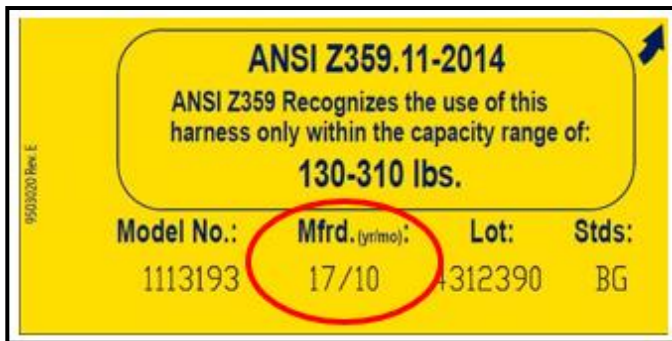 ANSI Z359.11-2014
ANSI Z359 Recognizes the use of this
harness only within the capacity range of:
130-310 lbs.
9503020 Rev. E
Model No.: Mfrd. (yr/mo): Lot: Stds:
1113193 17/10 4312390 BG